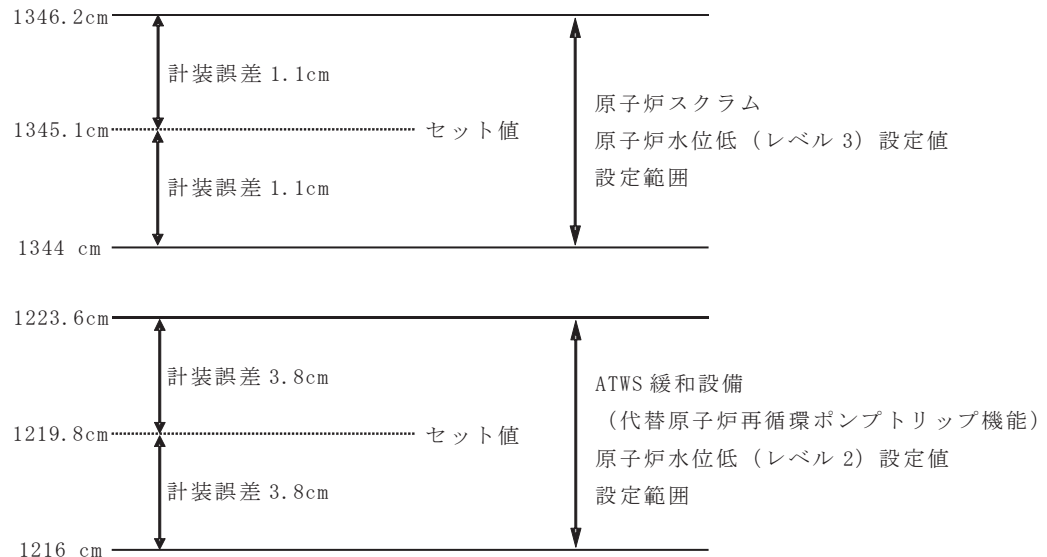 1346.2cm
計装誤差 1.1cm
1345.1cm
セット値
計装誤差 1.1cm
1344 cm
原子炉スクラム
原子炉水位低（レベル 3）設定値
設定範囲
1223.6cm
計装誤差 3.8cm
1219.8cm
セット値
計装誤差 3.8cm
1216 cm
ATWS 緩和設備
（代替原子炉再循環ポンプトリップ機能）
原子炉水位低（レベル 2）設定値
設定範囲